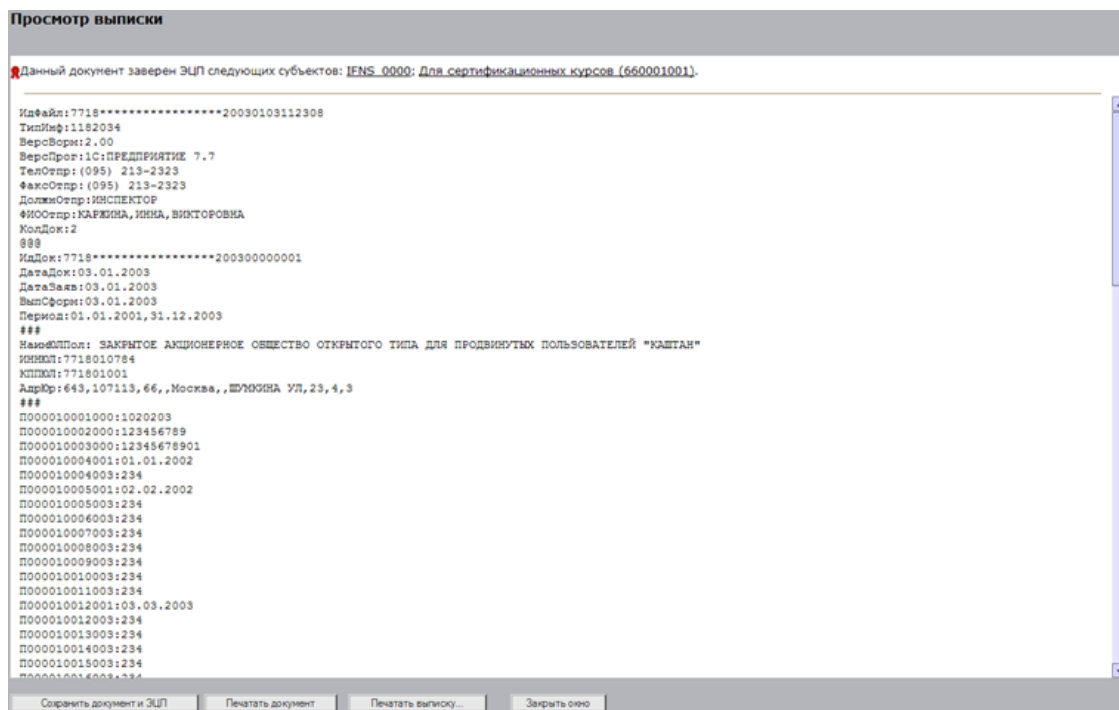 Просмотр выписки
Данный документ заверен ЭЦП следующих субъектов: IFNS_0000; Для сертификационных курсов (660001001).
ИдФайл:7718*****************20030103112308
ТипИнф:1182034
ВерсВорм:2.00
ВерсПрог:1С:ПРЕДПРИЯТИЕ 7.7
ТелОтпр:(095) 213-2323
ФаксОтпр:(095) 213-2323
ДолжнОтпр:ИНСПЕКТОР
ФИООтпр:КАРЖИНА,ИННА,ВИКТОРОВНА
КолДок:2
@@@
ИдДок:7718*****************200300000001
ДатаДок:03.01.2003
ДатаЗаяв:03.01.2003
ВыпСформ:03.01.2003
Период:01.01.2001,31.12.2003
###
НаимЮЛПол: ЗАКРЫТОЕ АКЦИОНЕРНОЕ ОБЩЕСТВО ОТКРЫТОГО ТИПА ДЛЯ ПРОДВИНУТЫХ ПОЛЬЗОВАТЕЛЕЙ "КАШТАН"
ИННЮЛ:7718010784
КППЮЛ:771801001
АдрЮр:643,107113,66,,Москва,,ШУМКИНА УЛ,23,4,3
###
П000010001000:1020203
П000010002000:123456789
П000010003000:12345678901
П000010004001:01.01.2002
П000010004003:234
П000010005001:02.02.2002
П000010005003:234
П000010006003:234
П000010007003:234
П000010008003:234
П000010009003:234
П000010010003:234
П000010011003:234
П000010012001:03.03.2003
П000010012003:234
П000010013003:234
П000010014003:234
П000010015003:234
П000010016003:234
Сохранить документ и ЭЦП
Печатать документ
Печатать выписку...
Закрыть окно